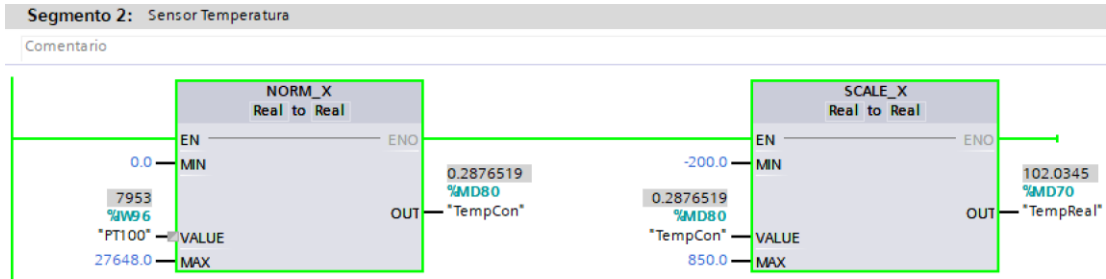 Segmento 2: Sensor Temperatura
Comentario
NORM_X
Real to Real
EN
ENO
0.0
MIN
7953
%IW96
"PT100"
VALUE
27648.0
MAX
0.2876519
%MD80
OUT
"TempCon"
SCALE_X
Real to Real
EN
ENO
-200.0
MIN
0.2876519
%MD80
"TempCon"
VALUE
850.0
MAX
102.0345
%MD70
OUT
"TempReal"